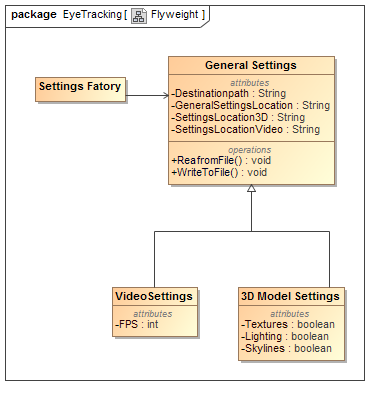 package EyeTracking[ Flyweight ]
General Settings
attributes
-Destinationpath : String
-GeneralSettingsLocation : String
-SettingsLocation3D : String
-SettingsLocationVideo : String
operations
+ReafromFile() : void
+WriteToFile() : void
Settings Fatory
VideoSettings
attributes
-FPS : int
3D Model Settings
attributes
-Textures : boolean
-Lighting : boolean
-Skylines : boolean